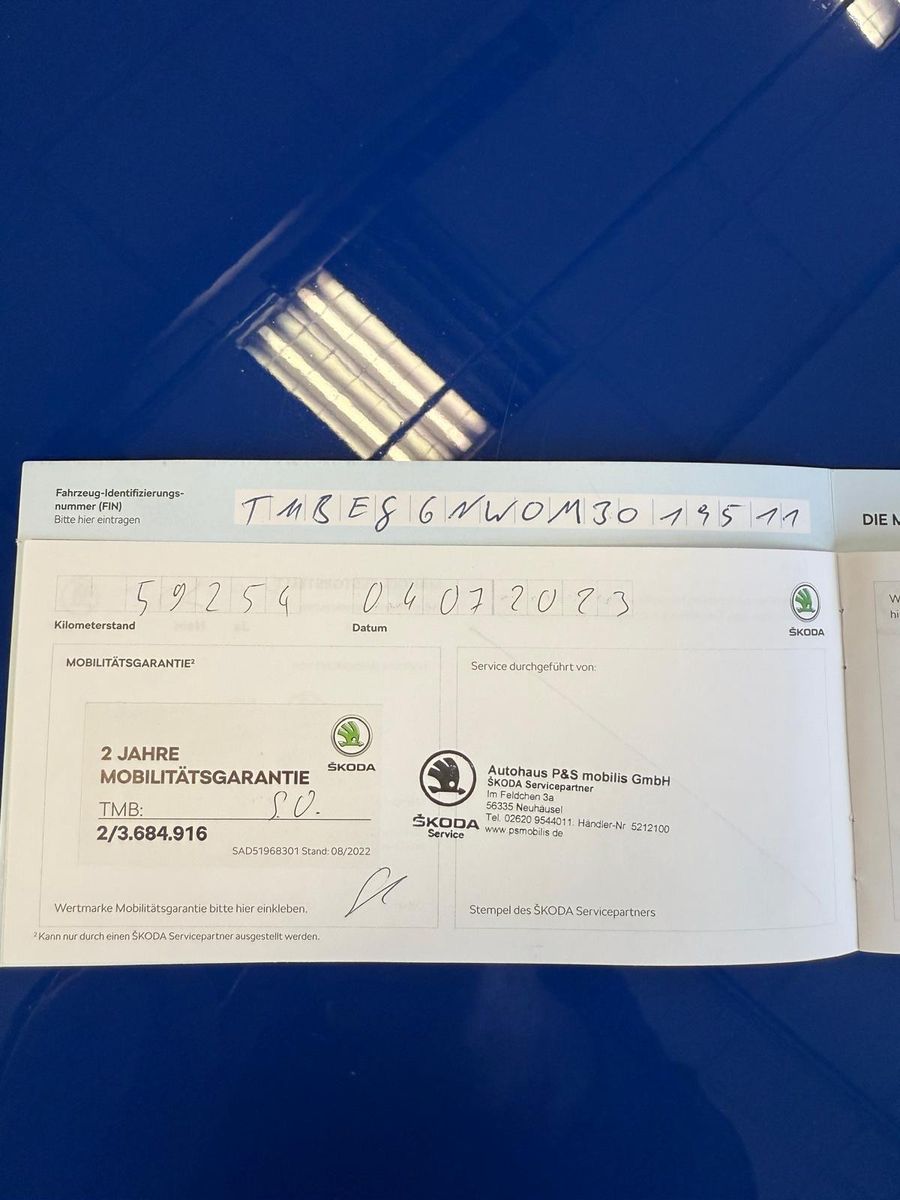 Fahrzeug-Identifizierungs-
nummer (FIN)
Bitte hier eintragen
TMBE86NW0M3019511
DIE M
59254
04072023
Kilometerstand
Datum
ŠKODA
MOBILITÄTSGARANTIE²
2 JAHRE
MOBILITÄTSGARANTIE
ŠKODA
TMB: S.O.
2/3.684.916
SAD51968301 Stand: 08/2022
Wertmarke Mobilitätsgarantie bitte hier einkleben.
² Kann nur durch einen ŠKODA Servicepartner ausgestellt werden.
Service durchgeführt von:
ŠKODA
Service
Autohaus P&S mobilis GmbH
ŠKODA Servicepartner
Im Feldchen 3a
56335 Neuhäusel
Tel. 02620 9544011. Händler-Nr 5212100
www.psmobilis.de
Stempel des ŠKODA Servicepartners